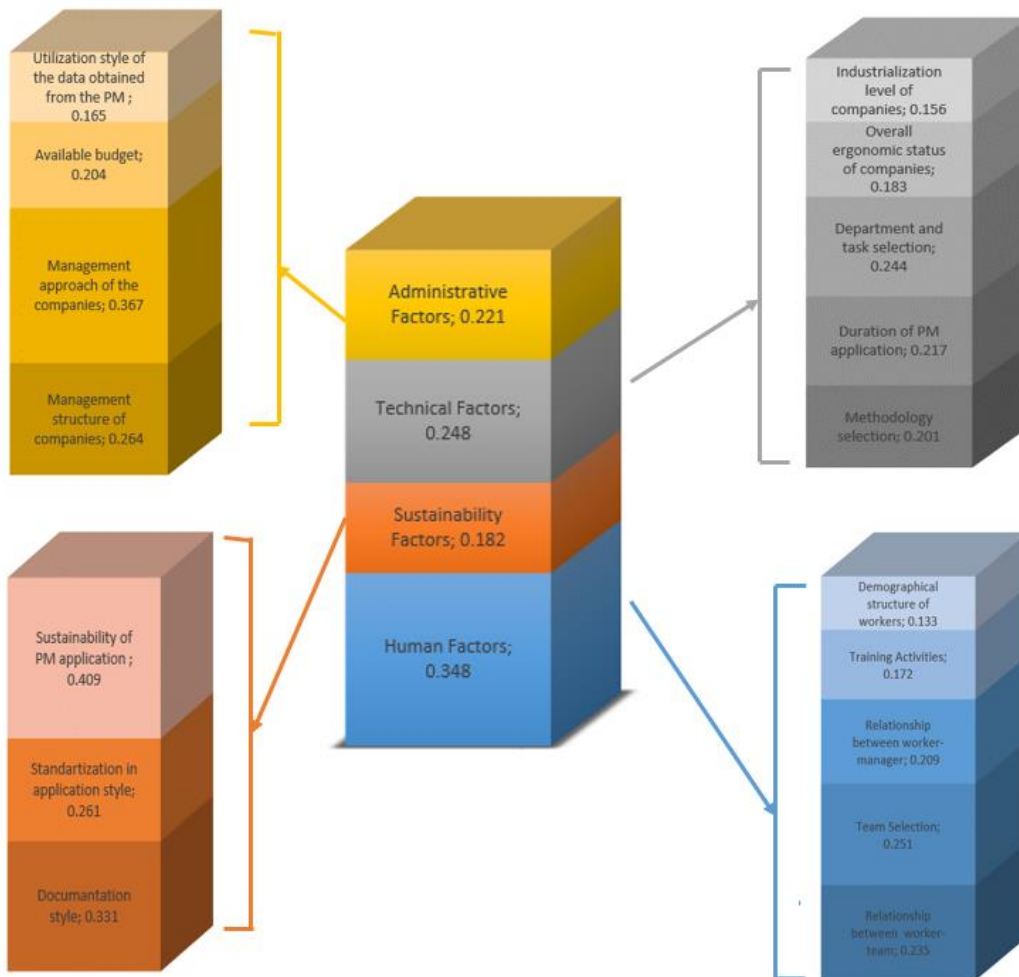 Utilization style of
the data obtained
from the PM ;
0.165
Available budget;
0.204
Management
approach of the
companies; 0.367
Management
structure of
companies; 0.264
Industrialization
level of
companies; 0.156
Overall
ergonomic status
of companies;
0.183
Department and
task selection;
0.244
Duration of PM
application; 0.217
Methodology
selection; 0.201
Administrative
Factors; 0.221
Technical Factors;
0.248
Sustainability
Factors; 0.182
Human Factors;
0.348
Sustainability of
PM application ;
0.409
Standartization in
application style;
0.261
Documantation
style; 0.331
Demographical
structure of
workers; 0.133
Training Activities;
0.172
Relationship
between worker-
manager; 0.209
Team Selection;
0.251
Relationship
between worker-
team; 0.235